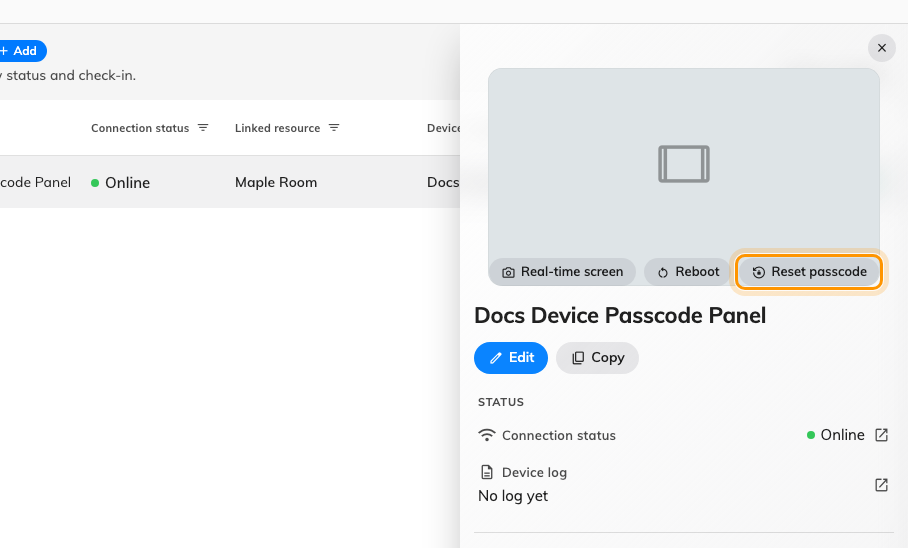 + Add
status and check-in.
Connection status
Linked resource
Device
code Panel
Online
Maple Room
Docs
Real-time screen
Reboot
Reset passcode
Docs Device Passcode Panel
Edit
Copy
STATUS
Connection status
Online
Device log
No log yet